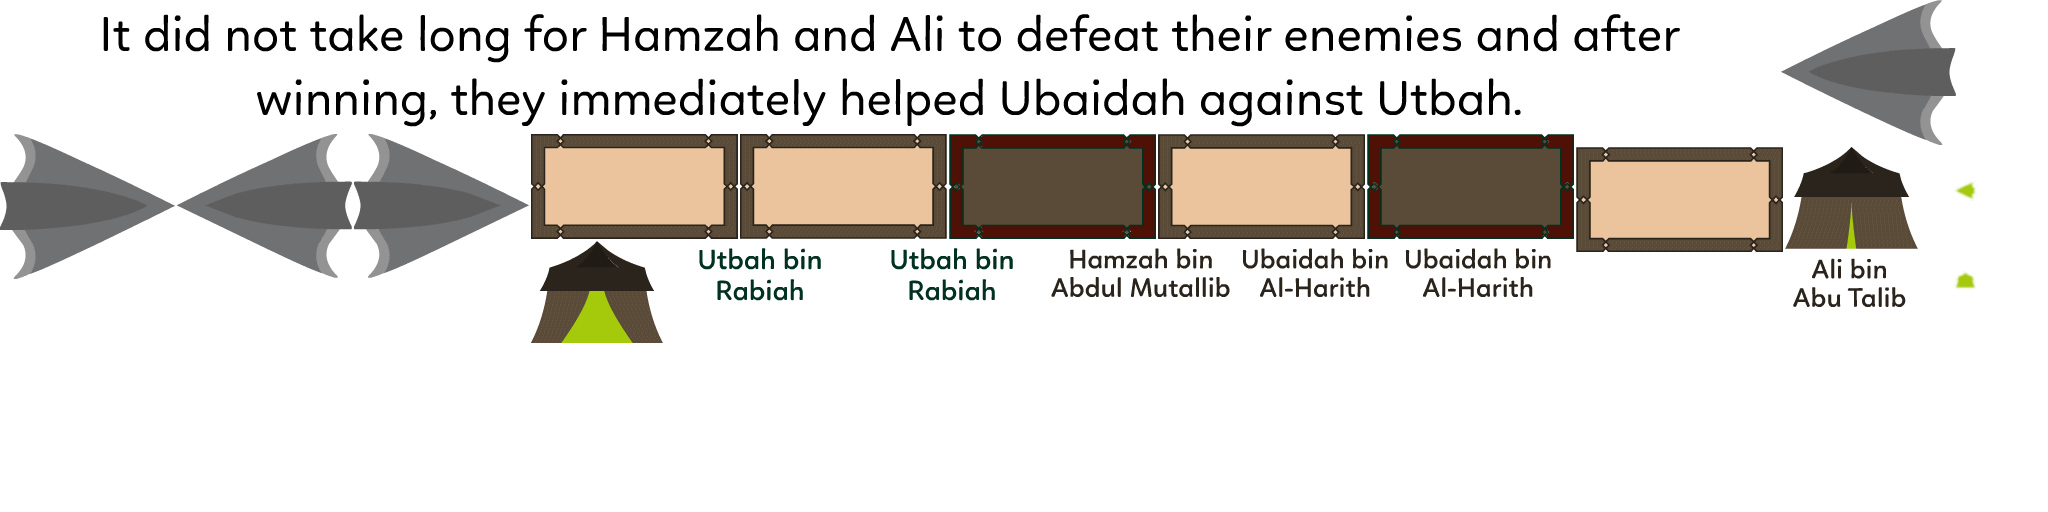 It did not take long for Hamzah and Ali to defeat their enemies and after
winning, they immediately helped Ubaidah against Utbah.
Utbah bin
Rabiah
Utbah bin
Rabiah
Hamzah bin
Abdul Mutallib
Ubaidah bin
Al-Harith
Ubaidah bin
Al-Harith
Ali bin
Abu Talib